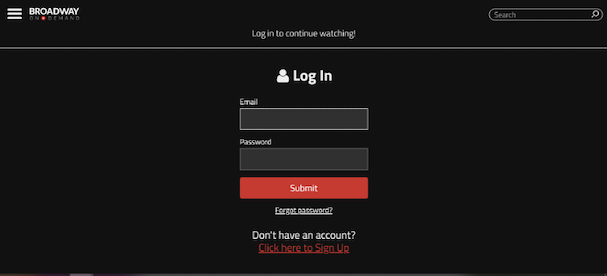 BROADWAY
ON DEMAND
Search
Log in to continue watching!
Log In
Email
Password
Submit
Forgot password?
Don't have an account?
Click here to Sign Up